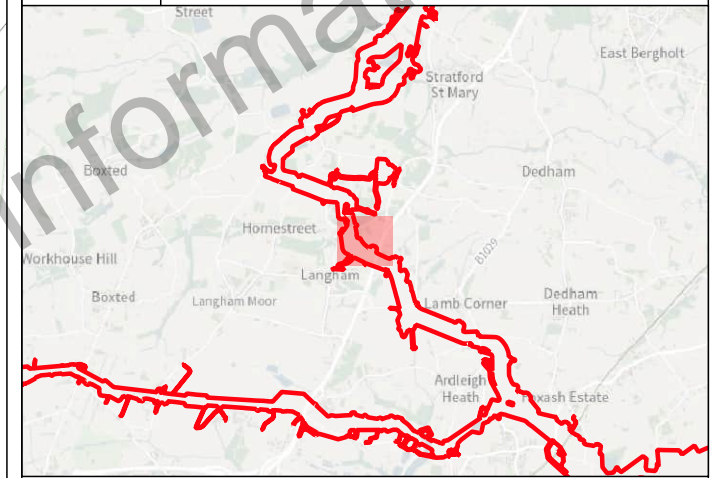 Street
East Bergholt
Stratford
St Mary
Informa
Boxted
Dedham
Hornestreet
B1029
Workhouse Hill
Langham
Boxted
Langham Moor
Lamb Corner
Dedham
Heath
Ardleigh
Heath
Foxash Estate